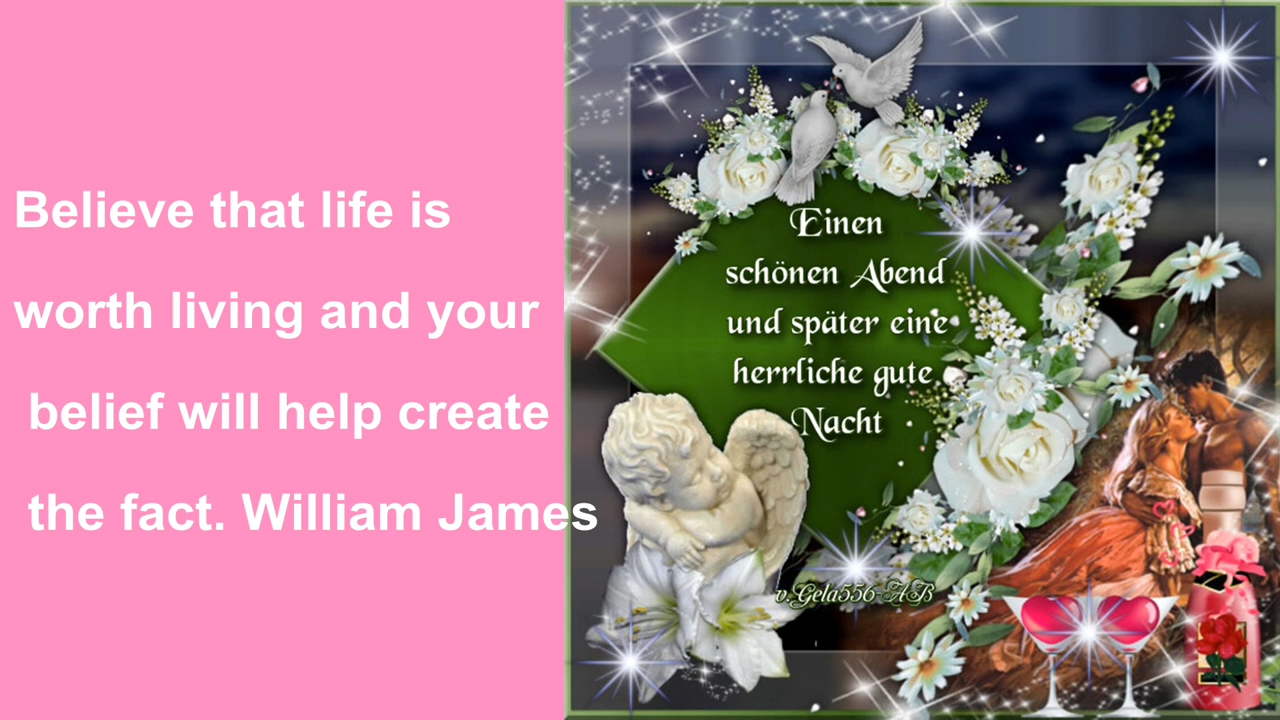 Believe that life is
worth living and your
belief will help create
the fact. William James
Einen
schönen Abend
und später eine
herrliche gute
Nacht
v.Gela556-AB